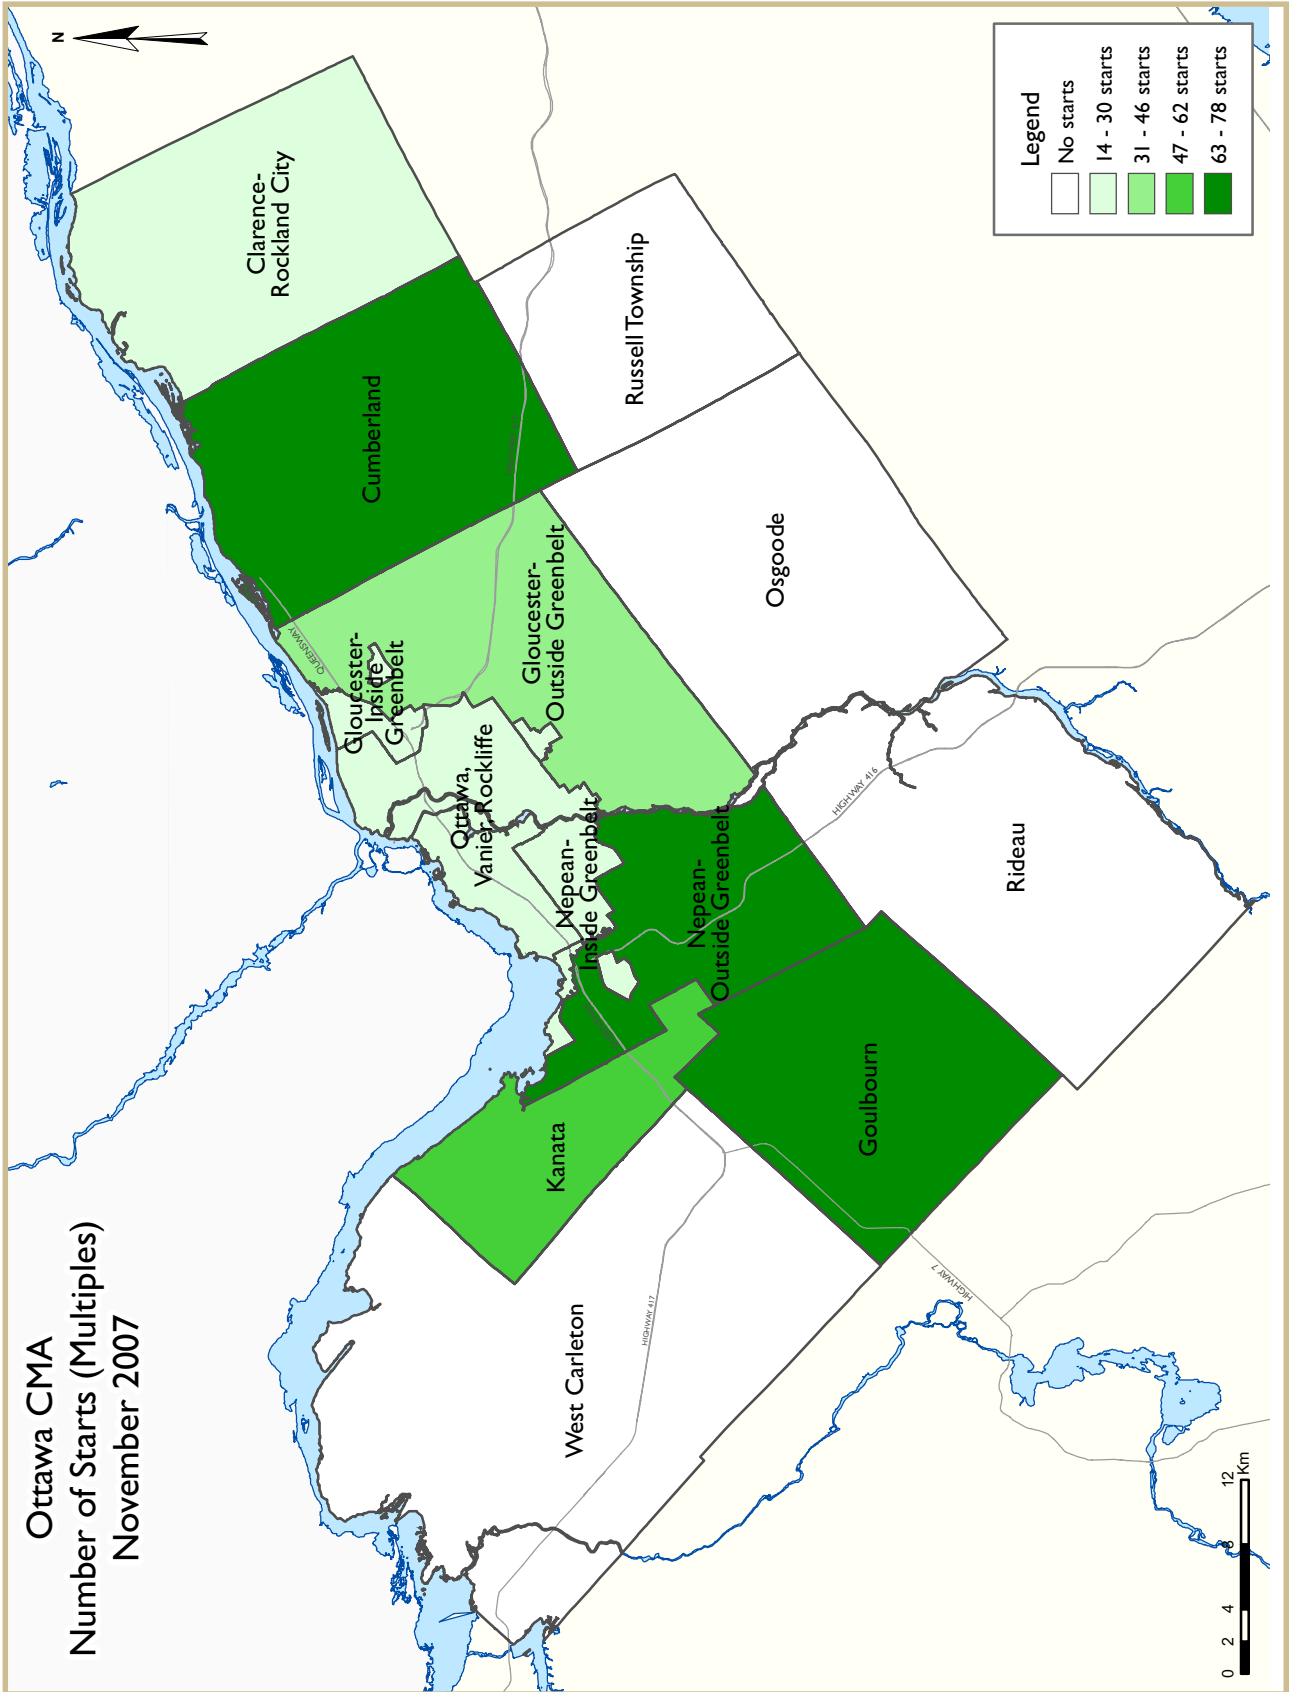 Ottawa CMA
Number of Starts (Multiples)
November 2007
N
Clarence-
Rockland City
Cumberland
Russell Township
QUEENSWAY
Gloucester-
Inside
Greenbelt
Gloucester-
Outside Greenbelt
Osgoode
Ottawa,
Vanier, Rockliffe
Nepean-
Inside Greenbelt
Nepean-
Outside Greenbelt
HIGHWAY 416
Rideau
Kanata
Goulbourn
West Carleton
HIGHWAY 417
HIGHWAY 7
Legend
No starts
14 - 30 starts
31 - 46 starts
47 - 62 starts
63 - 78 starts
0 2 4 8 12
Km